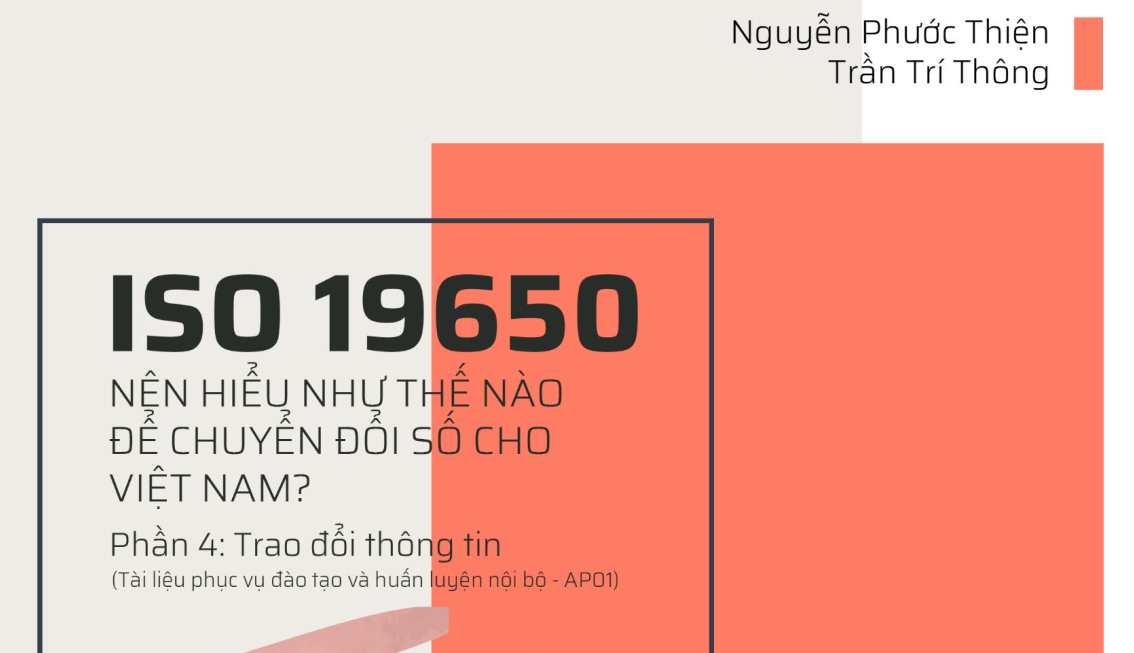 Nguyễn Phước Thiện
Trần Trí Thông
ISO 19650
NÊN HIỂU NHƯ THẾ NÀO
ĐỂ CHUYỂN ĐỔI SỐ CHO
VIỆT NAM?
Phần 4: Trao đổi thông tin
(Tài liệu phục vụ đào tạo và huấn luyện nội bộ - AP01)